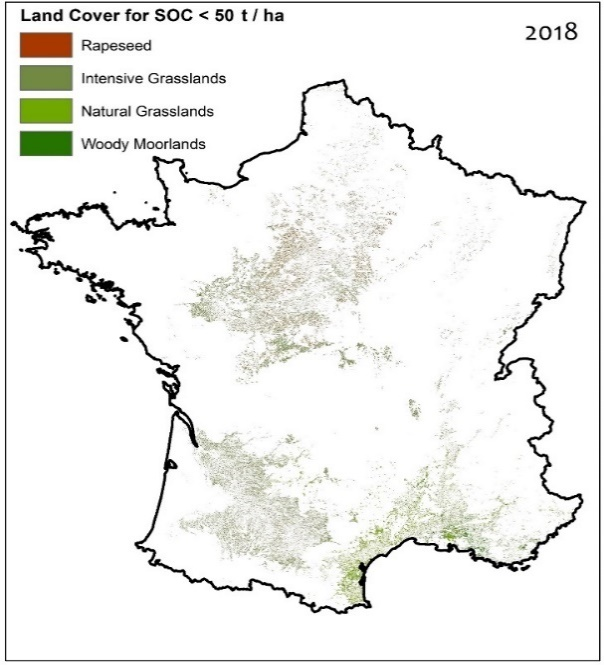 Land Cover for SOC < 50 t / ha
2018
Rapeseed
Intensive Grasslands
Natural Grasslands
Woody Moorlands